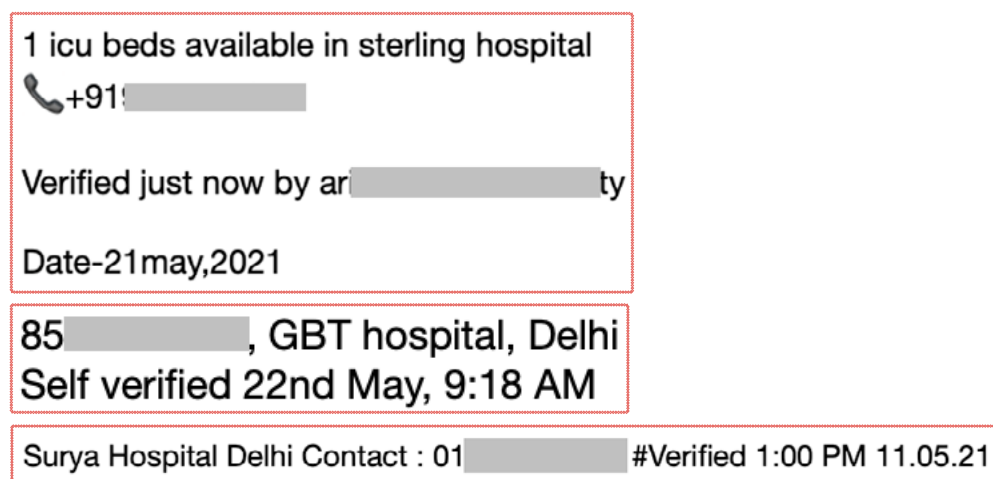 1 icu beds available in sterling hospital
📞+919
Verified just now by ari ty
Date-21may,2021
85 , GBT hospital, Delhi
Self verified 22nd May, 9:18 AM
Surya Hospital Delhi Contact : 01 #Verified 1:00 PM 11.05.21